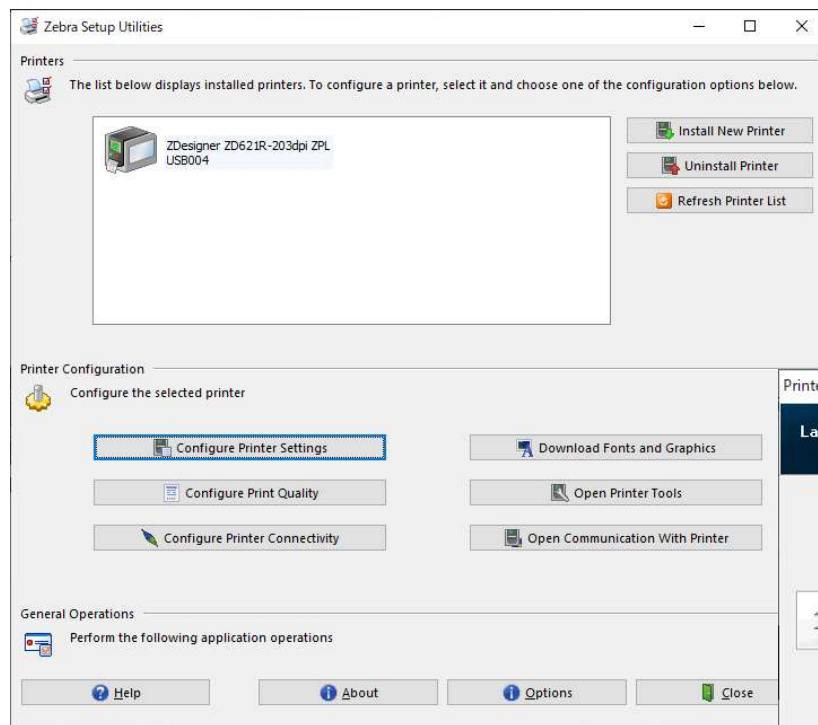 Zebra Setup Utilities
Printers
The list below displays installed printers. To configure a printer, select it and choose one of the configuration options below.
ZDesigner ZD621R-203dpi ZPL
USB004
Install New Printer
Uninstall Printer
Refresh Printer List
Printer Configuration
Configure the selected printer
Configure Printer Settings
Download Fonts and Graphics
Configure Print Quality
Open Printer Tools
Configure Printer Connectivity
Open Communication With Printer
General Operations
Perform the following application operations
Help
About
Options
Close